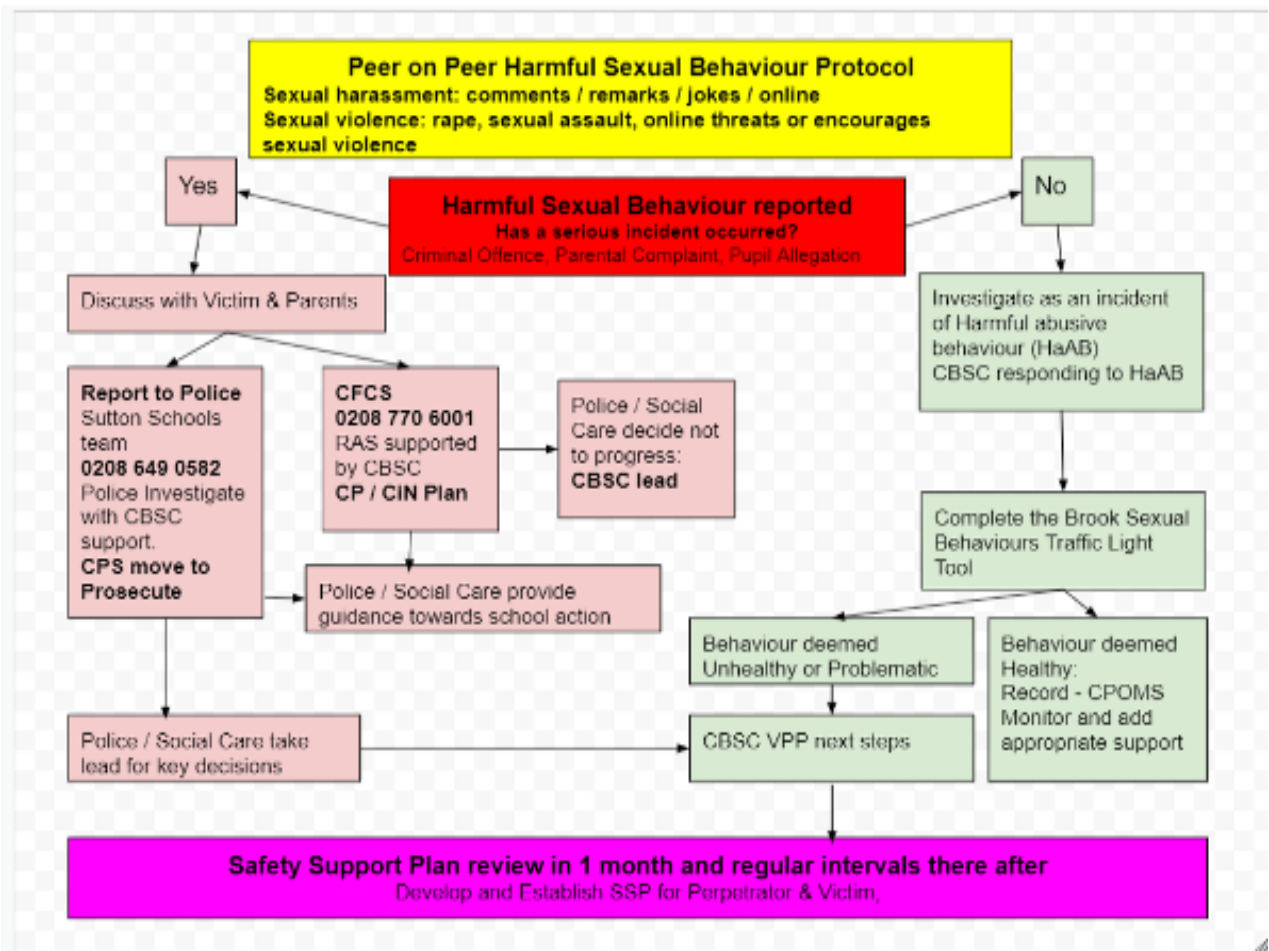 Peer on Peer Harmful Sexual Behaviour Protocol
Sexual harassment: comments / remarks / jokes / online
Sexual violence: rape, sexual assault, online threats or encourages
sexual violence
Yes
No
Harmful Sexual Behaviour reported
Has a serious incident occurred?
Criminal Offence, Parental Complaint, Pupil Allegation
Discuss with Victim & Parents
Investigate as an incident
of Harmful abusive
behaviour (HaAB)
CBSC responding to HaAB
Report to Police
Sutton Schools
team
0208 649 0582
Police Investigate
with CBSC
support.
CPS move to
Prosecute
CFCS
0208 770 6001
RAS supported
by CBSC
CP / CIN Plan
Police / Social
Care decide not
to progress:
CBSC lead
Complete the Brook Sexual
Behaviours Traffic Light
Tool
Police / Social Care provide
guidance towards school action
Behaviour deemed
Unhealthy or Problematic
Behaviour deemed
Healthy:
Record - CPOMS
Monitor and add
appropriate support
Police / Social Care take
lead for key decisions
CBSC VPP next steps
Safety Support Plan review in 1 month and regular intervals there after
Develop and Establish SSP for Perpetrator & Victim,